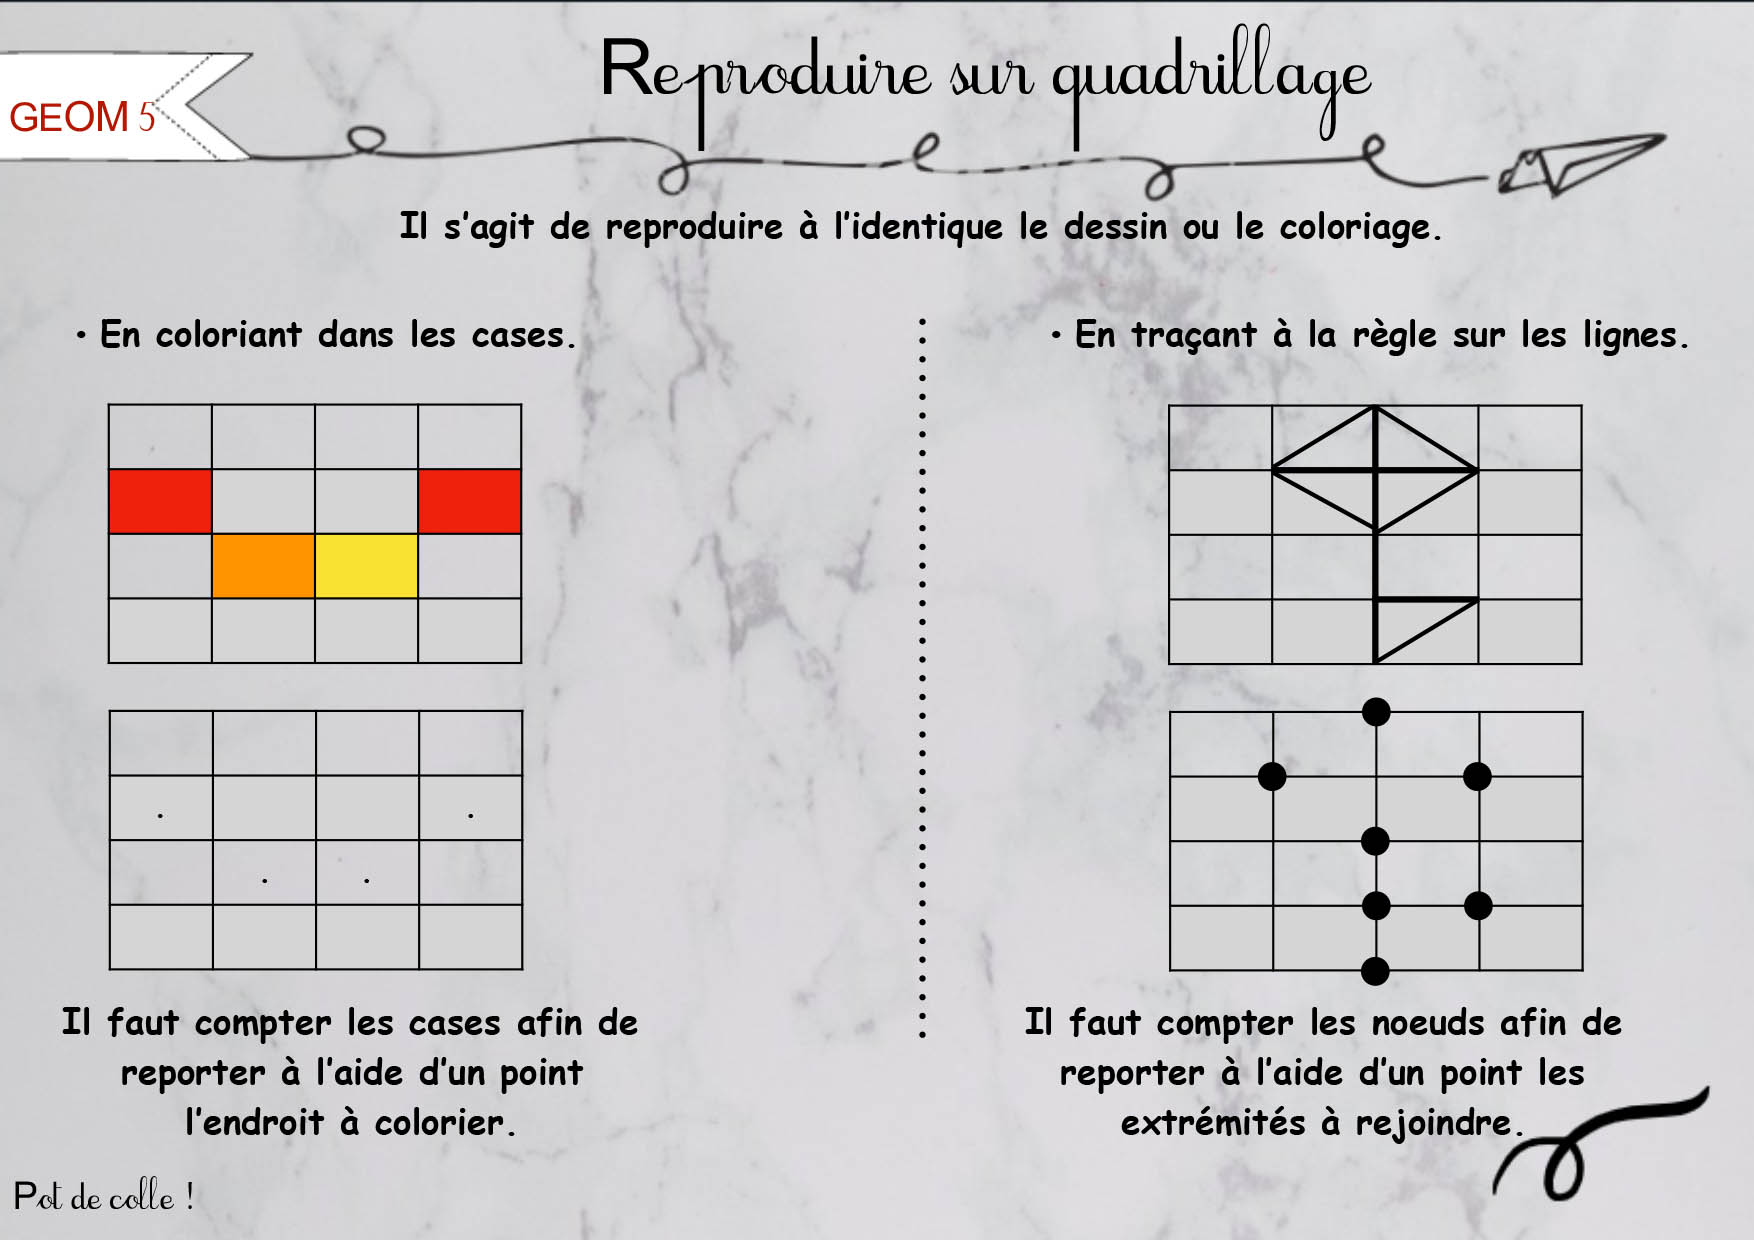 GEOM 5
Reproduire sur quadrillage
Il s'agit de reproduire à l'identique le dessin ou le coloriage.
• En coloriant dans les cases.
Il faut compter les cases afin de
reporter à l'aide d'un point
l'endroit à colorier.
• En traçant à la règle sur les lignes.
Il faut compter les noeuds afin de
reporter à l'aide d'un point les
extrémités à rejoindre.
Pot de colle !